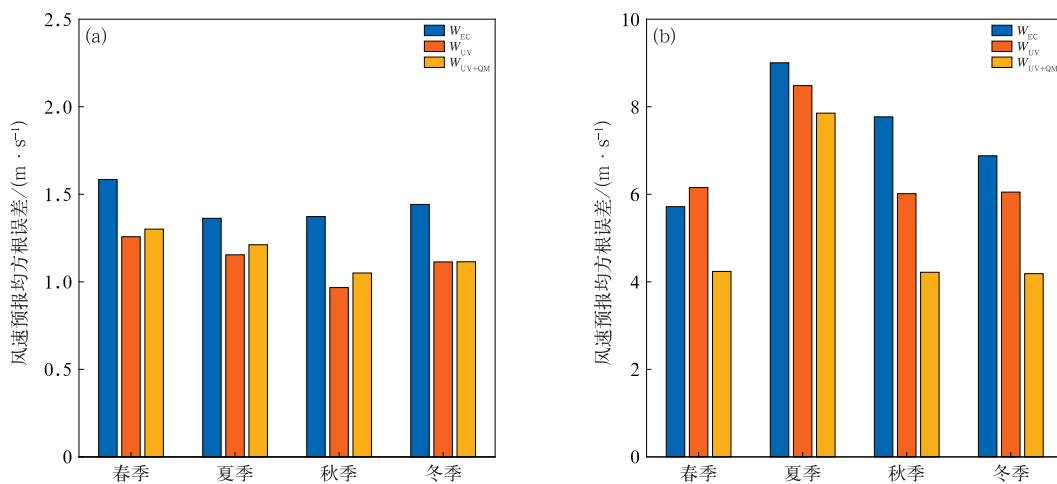 (a)
W_EC
W_UV
W_UV+QM
风速预报均方根误差/(m·s⁻¹)
2.5
2.0
1.5
1.0
0.5
0
春季 夏季 秋季 冬季
(b)
W_EC
W_UV
W_UV+QM
风速预报均方根误差/(m·s⁻¹)
10
8
6
4
2
0
春季 夏季 秋季 冬季